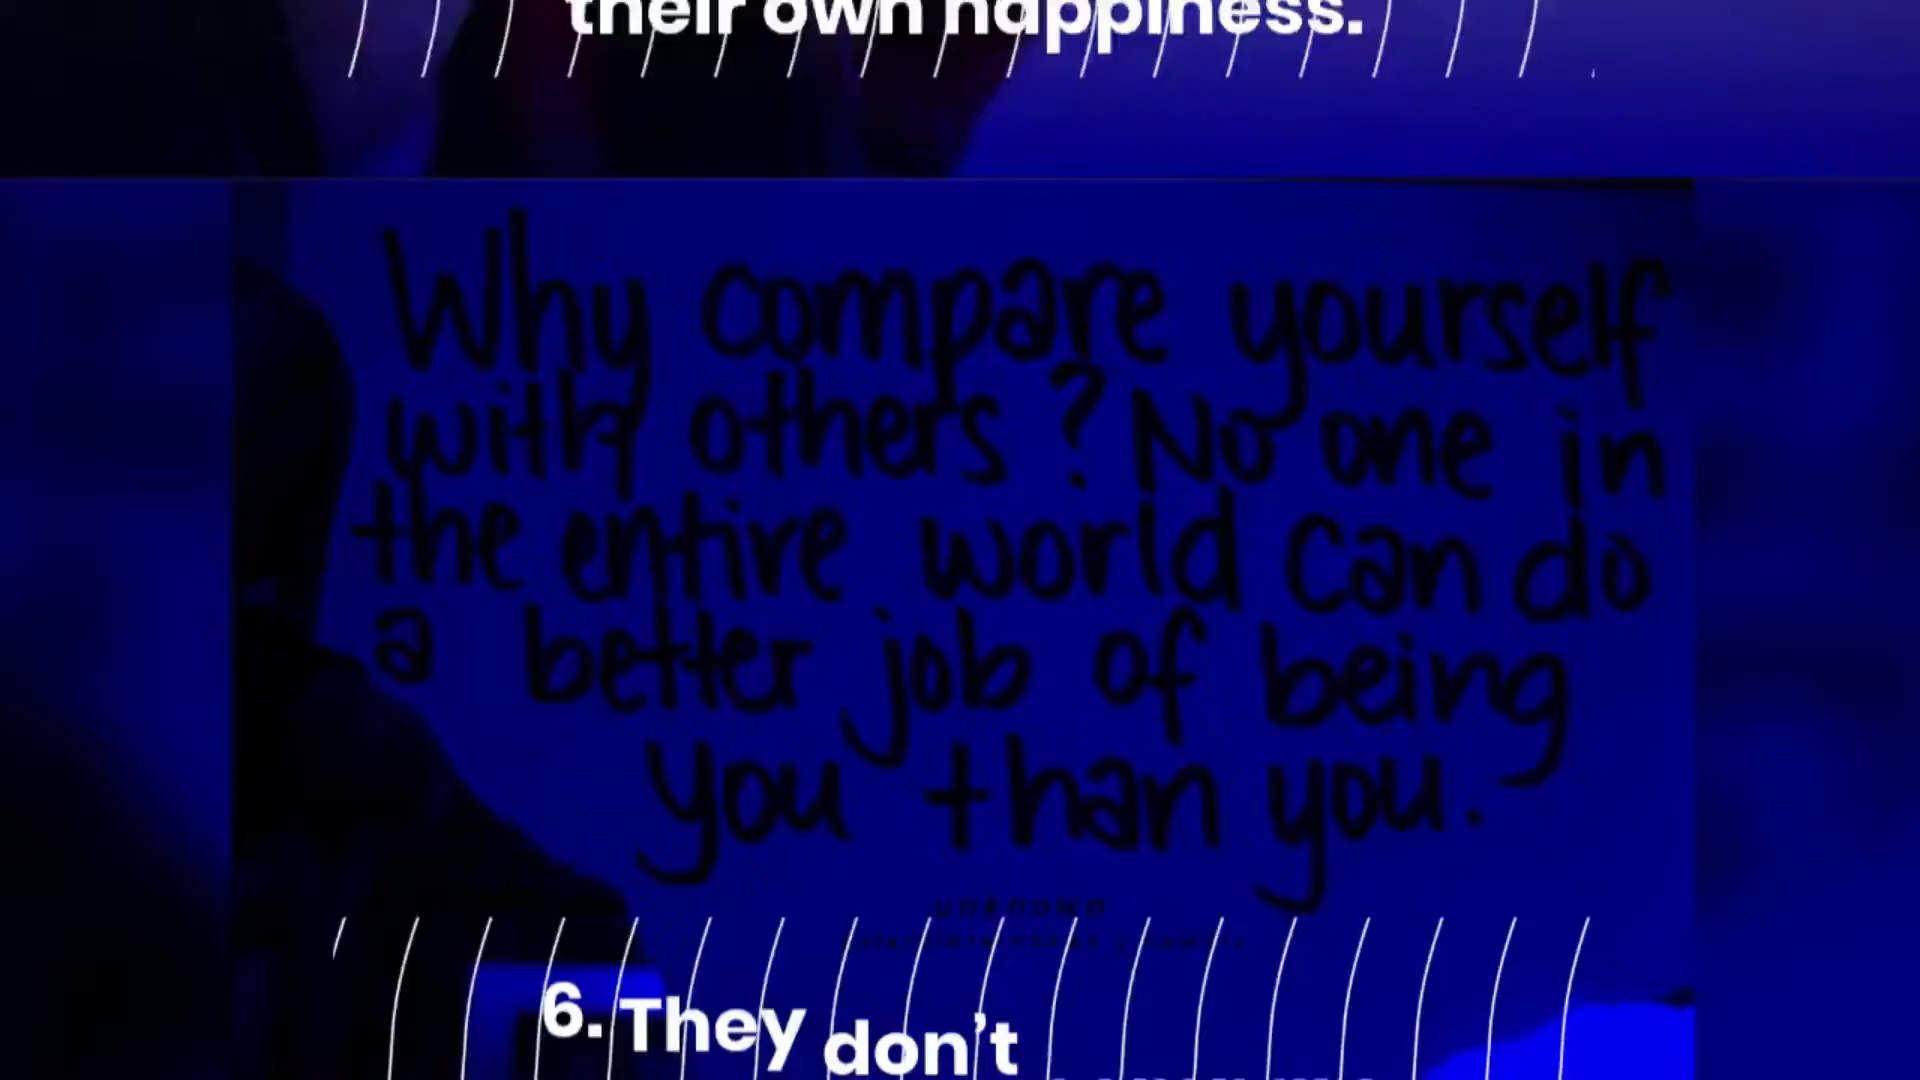 their own happiness.
Why compare yourself
with others? No one in
the entire world can do
a better job of being
you than you.
unknown
6. They don't